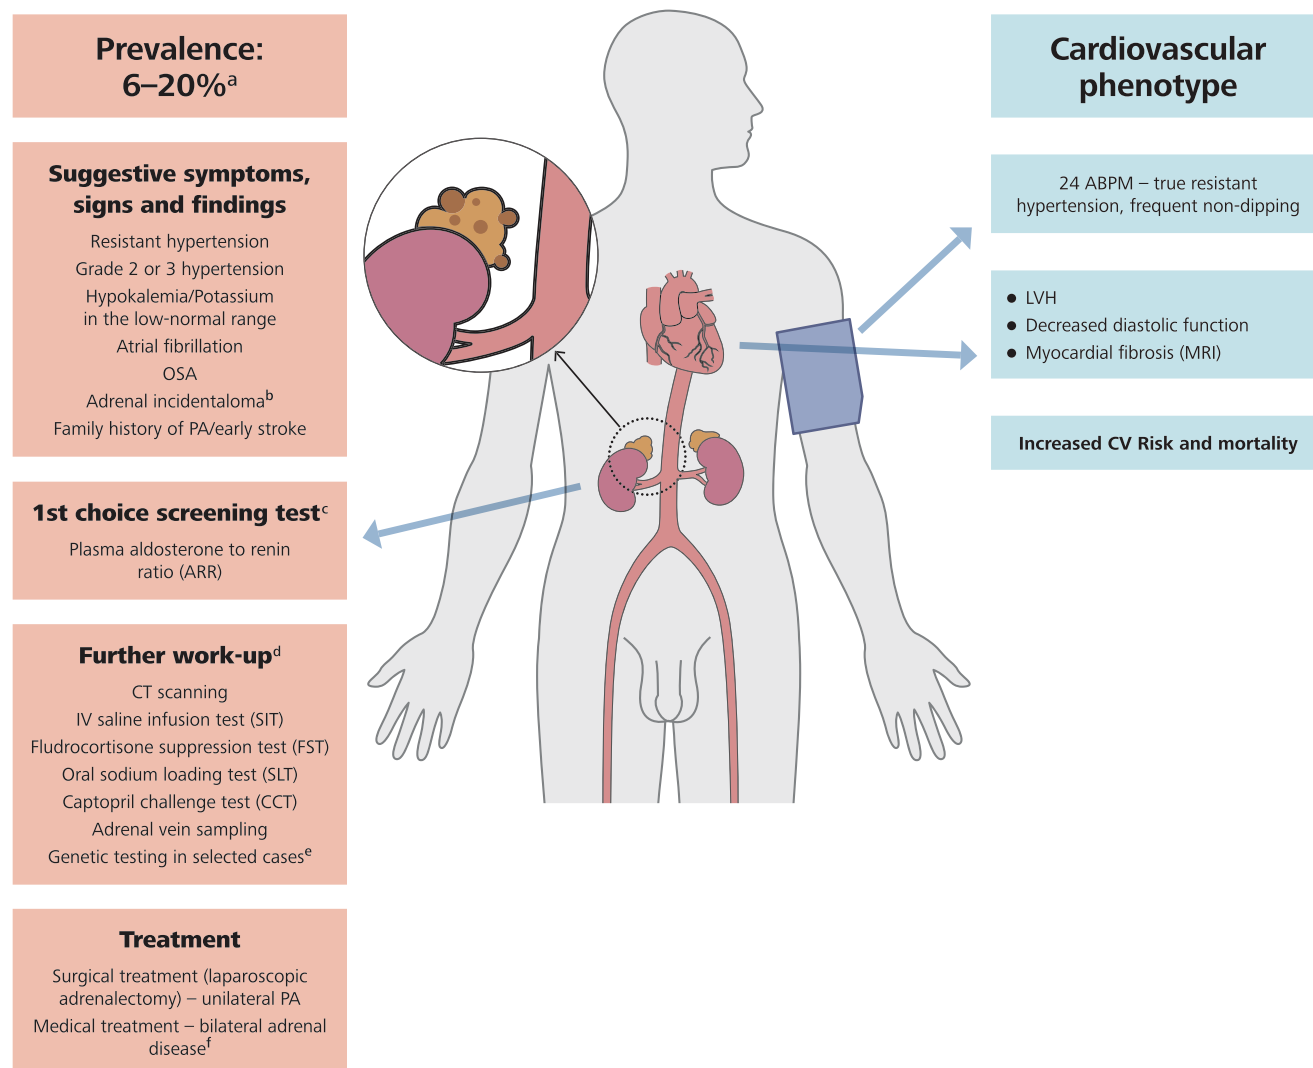 Prevalence:
6–20%a
Suggestive symptoms,
signs and findings
Resistant hypertension
Grade 2 or 3 hypertension
Hypokalemia/Potassium
in the low-normal range
Atrial fibrillation
OSA
Adrenal incidentalomab
Family history of PA/early stroke
1st choice screening testc
Plasma aldosterone to renin
ratio (ARR)
Further work-upd
CT scanning
IV saline infusion test (SIT)
Fludrocortisone suppression test (FST)
Oral sodium loading test (SLT)
Captopril challenge test (CCT)
Adrenal vein sampling
Genetic testing in selected casese
Treatment
Surgical treatment (laparoscopic
adrenalectomy) – unilateral PA
Medical treatment – bilateral adrenal
diseasef
Cardiovascular
phenotype
24 ABPM – true resistant
hypertension, frequent non-dipping
● LVH
● Decreased diastolic function
● Myocardial fibrosis (MRI)
Increased CV Risk and mortality